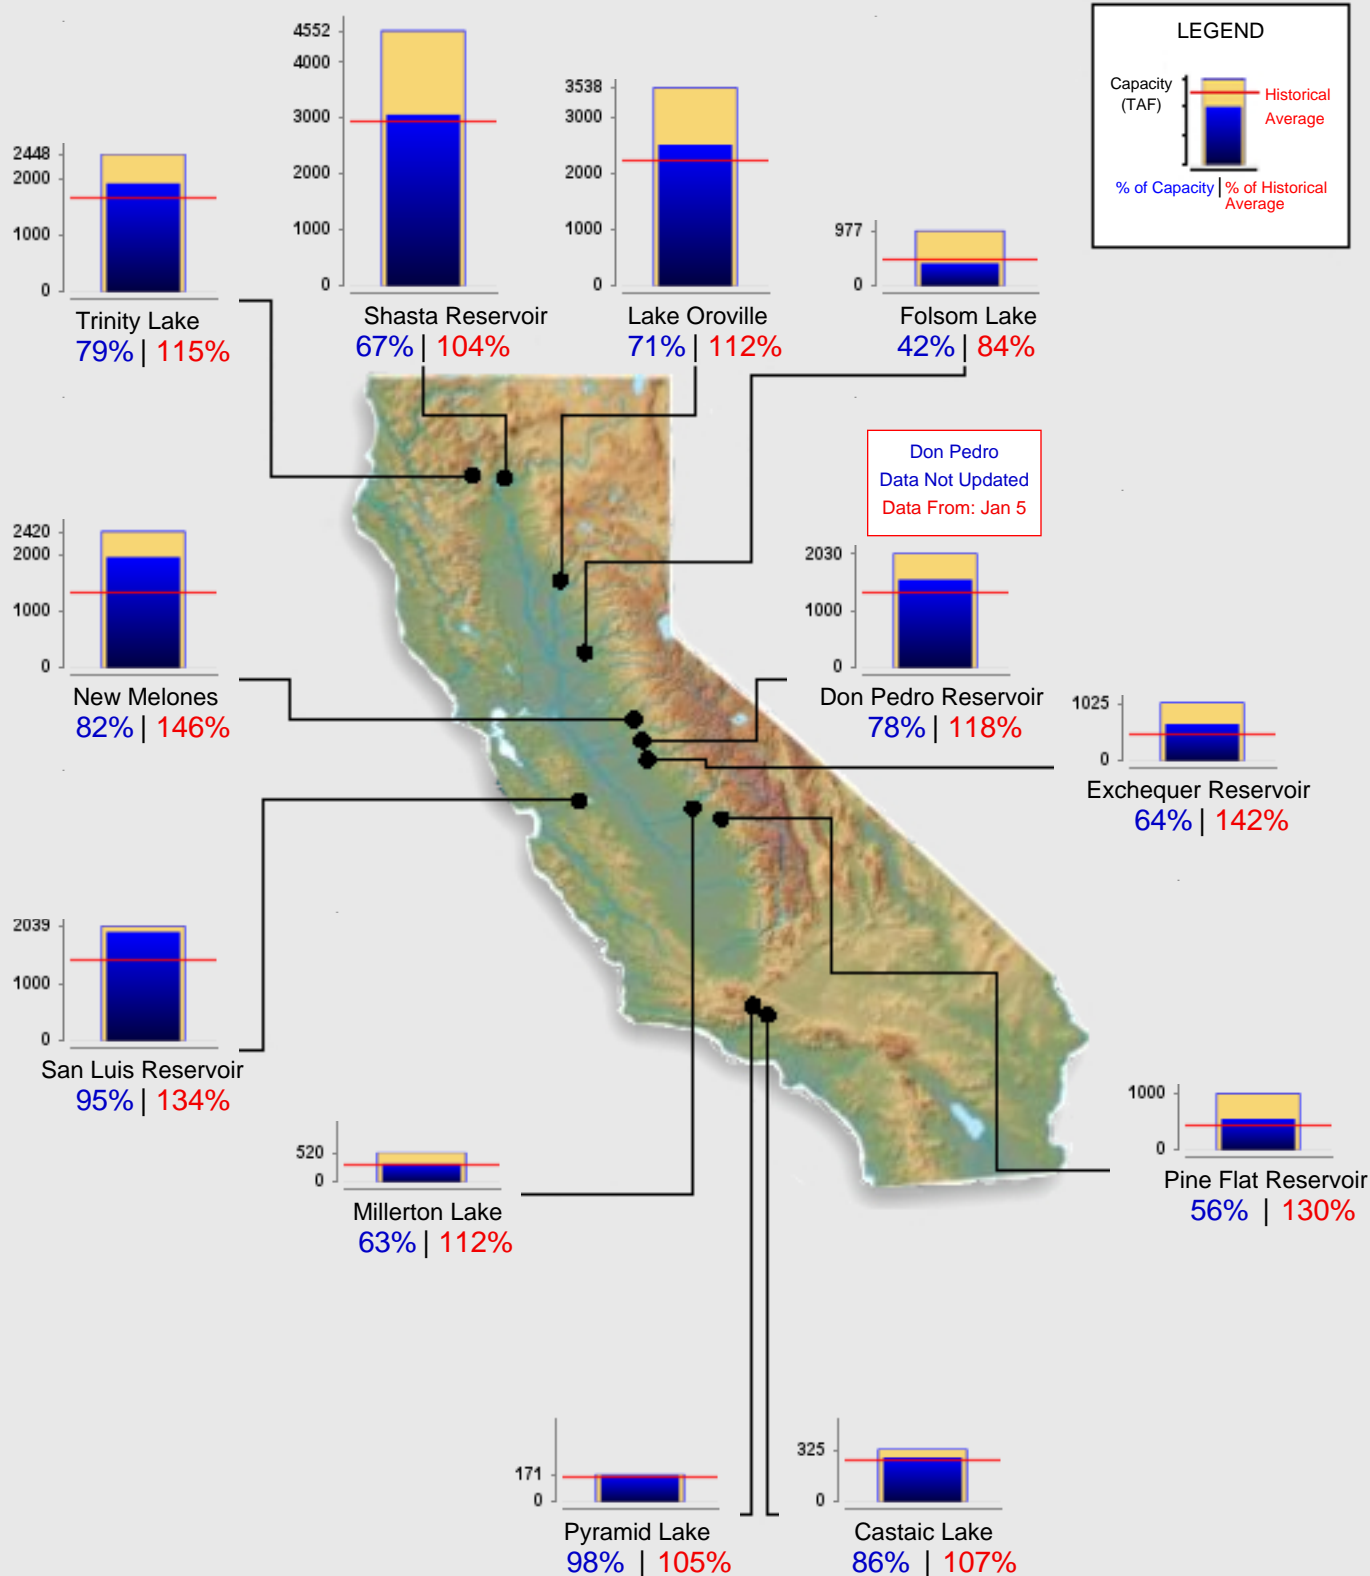 LEGEND
Capacity
(TAF)
Historical
Average
% of Capacity | % of Historical
Average
4552
4000
3000
2000
1000
0
Shasta Reservoir
67% | 104%
3538
3000
2000
1000
0
Lake Oroville
71% | 112%
2448
2000
1000
0
Trinity Lake
79% | 115%
977
0
Folsom Lake
42% | 84%
Don Pedro
Data Not Updated
Data From: Jan 5
2420
2000
1000
0
New Melones
82% | 146%
2030
1000
0
Don Pedro Reservoir
78% | 118%
1025
0
Exchequer Reservoir
64% | 142%
2039
1000
0
San Luis Reservoir
95% | 134%
520
0
Millerton Lake
63% | 112%
1000
0
Pine Flat Reservoir
56% | 130%
171
0
Pyramid Lake
98% | 105%
325
0
Castaic Lake
86% | 107%